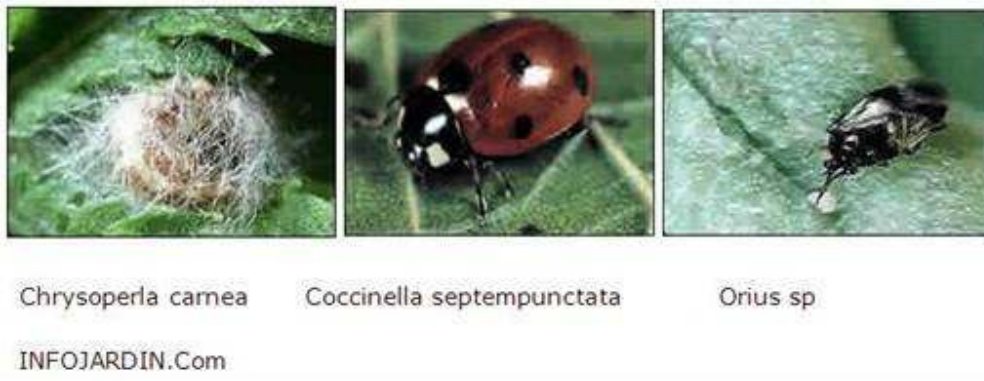 Chrysoperla carnea Coccinella septempunctata Orius sp
INFOJARDIN.Com